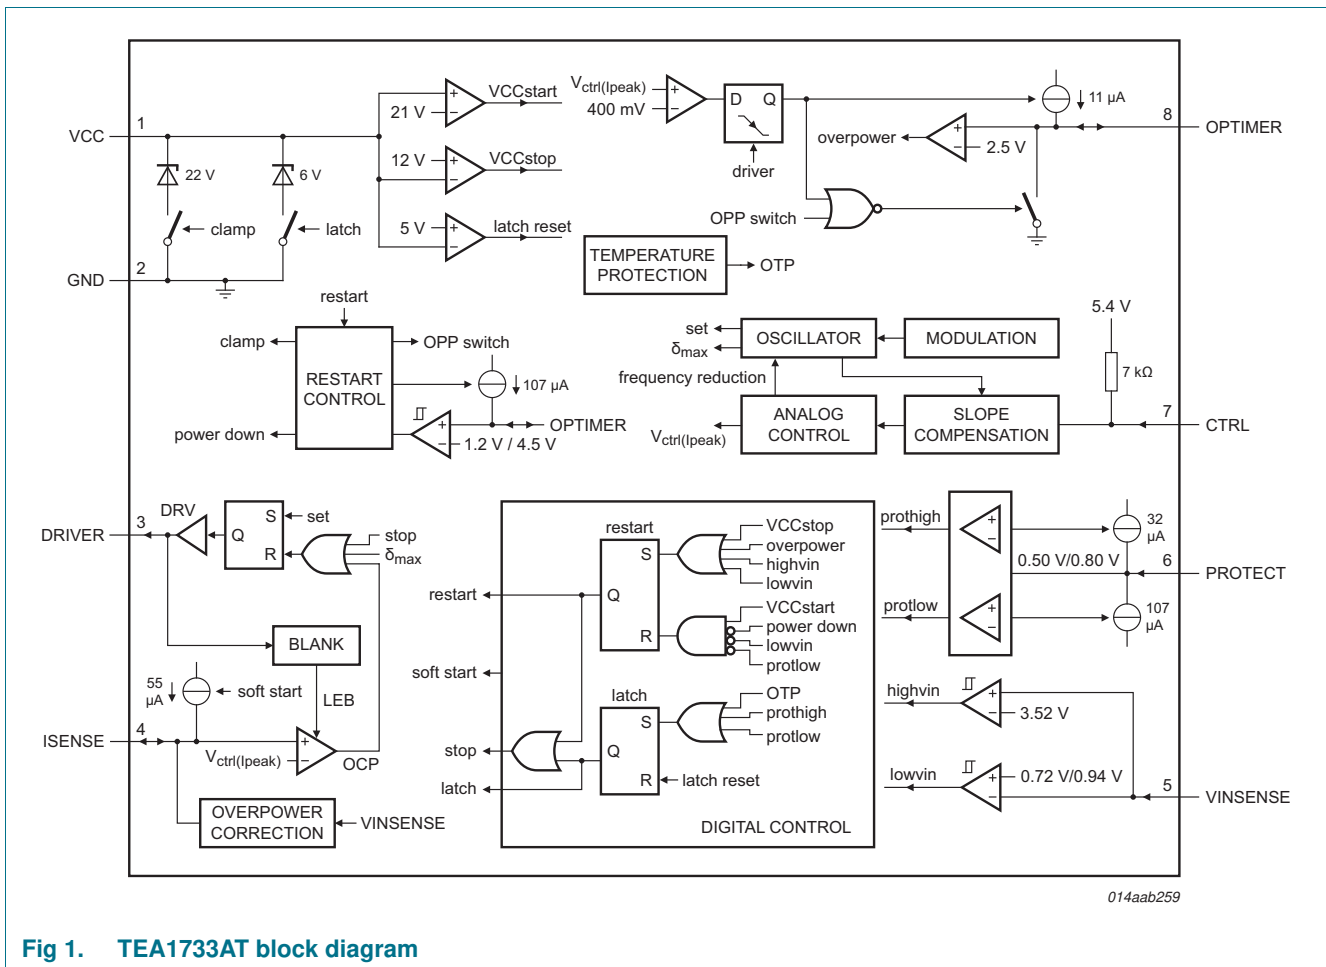 VCC
1
22 V
clamp
6 V
latch
GND
2
21 V
VCCstart
12 V
VCCstop
5 V
latch reset
Vctrl(Ipeak)
400 mV
D
Q
driver
11 µA
8
OPTIMER
overpower
2.5 V
OPP switch
TEMPERATURE
PROTECTION
OTP
restart
clamp
OPP switch
RESTART
CONTROL
107 µA
power down
OPTIMER
1.2 V / 4.5 V
set
δmax
OSCILLATOR
MODULATION
frequency reduction
Vctrl(Ipeak)
ANALOG
CONTROL
SLOPE
COMPENSATION
5.4 V
7 kΩ
7
CTRL
DRIVER
3
DRV
Q
S
R
set
stop
δmax
BLANK
LEB
55
µA
soft start
ISENSE
4
Vctrl(Ipeak)
OCP
OVERPOWER
CORRECTION
VINSENSE
restart
S
Q
R
VCCstop
overpower
highvin
lowvin
VCCstart
power down
lowvin
protlow
restart
soft start
stop
latch
latch
S
Q
R
OTP
prothigh
protlow
latch reset
DIGITAL CONTROL
prothigh
protlow
32
µA
0.50 V/0.80 V
6
PROTECT
107
µA
highvin
3.52 V
lowvin
0.72 V/0.94 V
5
VINSENSE
014aab259
Fig 1. TEA1733AT block diagram